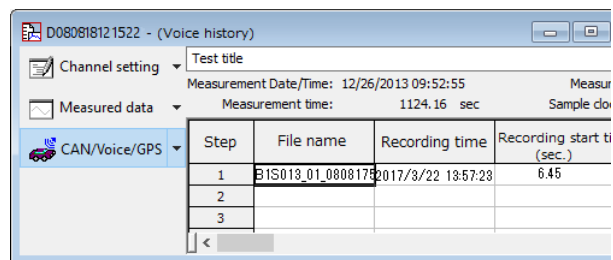 D080818121522 - (Voice history)
Channel setting
Measured data
CAN/Voice/GPS
Test title
Measurement Date/Time: 12/26/2013 09:52:55 Measur
Measurement time: 1124.16 sec Sample clo
Step File name Recording time Recording start ti
(sec.)
1 B1S013_01_0808175 2017/3/22 13:57:23 6.45
2
3